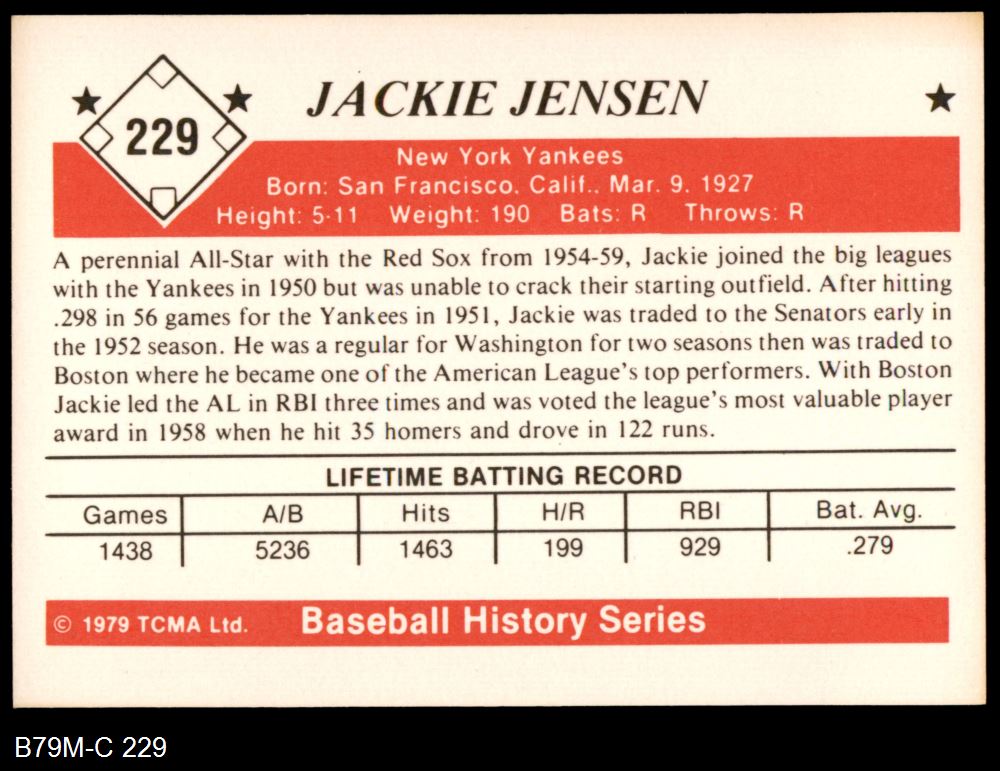 229
JACKIE JENSEN
New York Yankees
Born: San Francisco, Calif., Mar. 9, 1927
Height: 5-11 Weight: 190 Bats: R Throws: R
A perennial All-Star with the Red Sox from 1954-59, Jackie joined the big leagues
with the Yankees in 1950 but was unable to crack their starting outfield. After hitting
.298 in 56 games for the Yankees in 1951, Jackie was traded to the Senators early in
the 1952 season. He was a regular for Washington for two seasons then was traded to
Boston where he became one of the American League's top performers. With Boston
Jackie led the AL in RBI three times and was voted the league's most valuable player
award in 1958 when he hit 35 homers and drove in 122 runs.
LIFETIME BATTING RECORD
Games A/B Hits H/R RBI Bat. Avg.
1438 5236 1463 199 929 .279
© 1979 TCMA Ltd. Baseball History Series
B79M-C 229